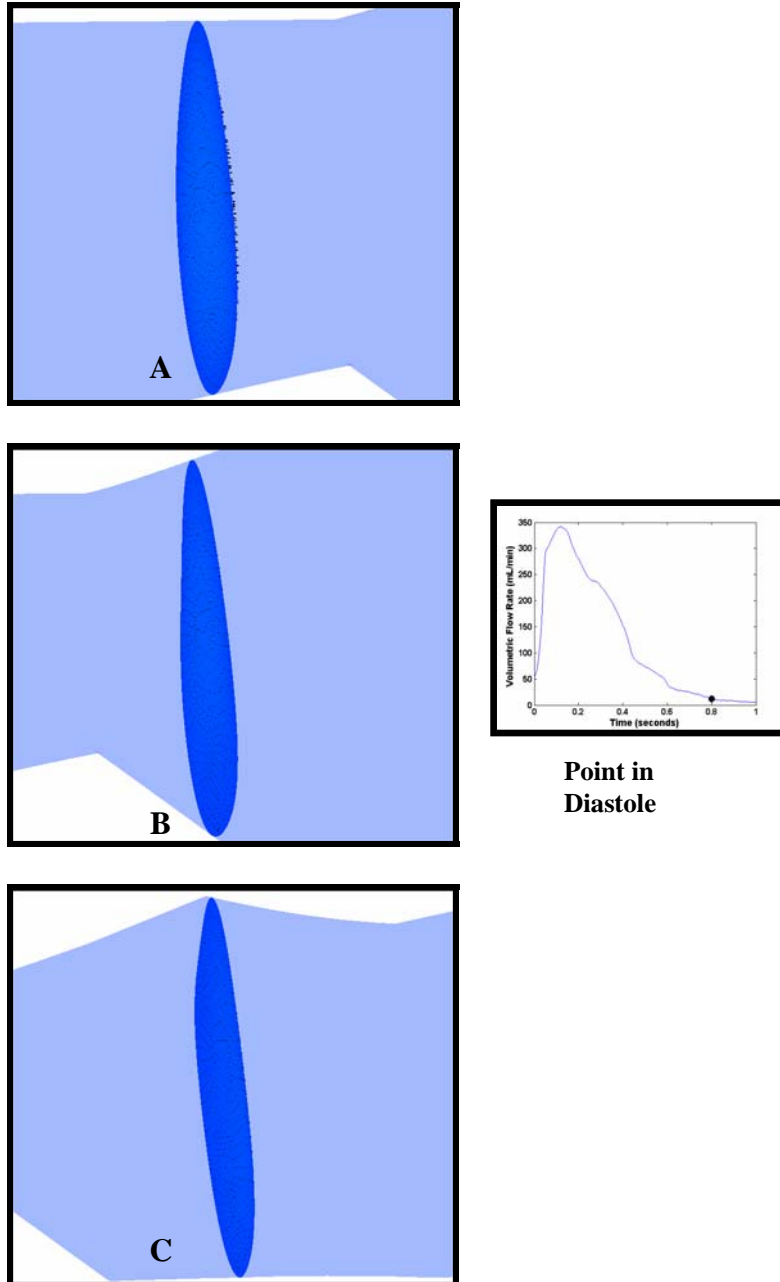 A
B
C
350
300
250
200
150
100
50
0
Volumetric Flow Rate (mL/min)
0 0.2 0.4 0.6 0.8 1
Time (seconds)
Point in
Diastole